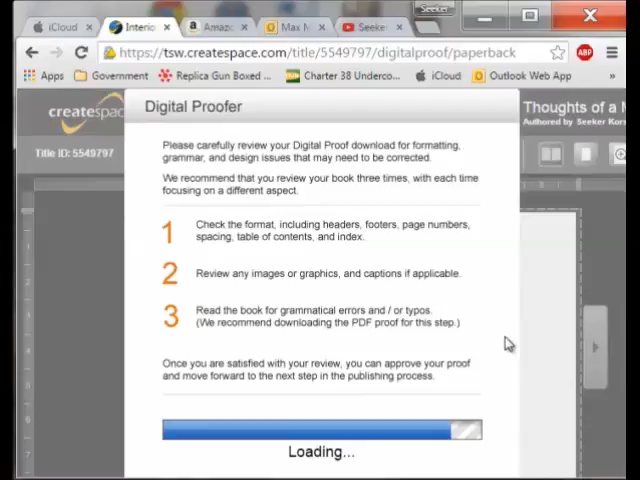 Seeker
iCloud
Interio
Amazo
Max M
Seeke
https://tsw.createspace.com/title/5549797/digitalproof/paperback
ABP
Apps
Government
Replica Gun Boxed ...
Charter 38 Underco...
iCloud
Outlook Web App
»
createspac
Digital Proofer
Thoughts of a M
Authored by Seeker Kors
Title ID: 5549797
Please carefully review your Digital Proof download for formatting,
grammar, and design issues that may need to be corrected.
We recommend that you review your book three times, with each time
focusing on a different aspect.
1 Check the format, including headers, footers, page numbers,
spacing, table of contents, and index.
2 Review any images or graphics, and captions if applicable.
3 Read the book for grammatical errors and / or typos.
(We recommend downloading the PDF proof for this step.)
Once you are satisfied with your review, you can approve your proof
and move forward to the next step in the publishing process.
Loading...